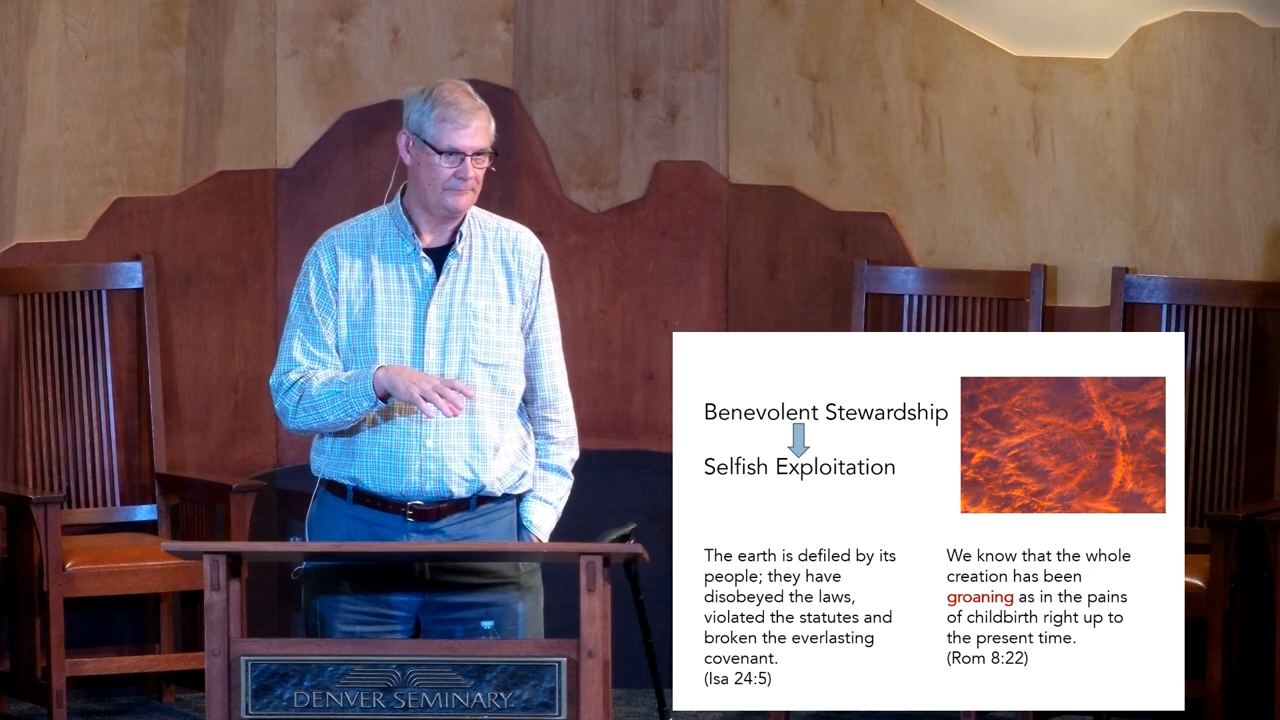 Benevolent Stewardship
Selfish Exploitation
The earth is defiled by its
people; they have
disobeyed the laws,
violated the statutes and
broken the everlasting
covenant.
(Isa 24:5)
We know that the whole
creation has been
groaning as in the pains
of childbirth right up to
the present time.
(Rom 8:22)
DENVER SEMINARY